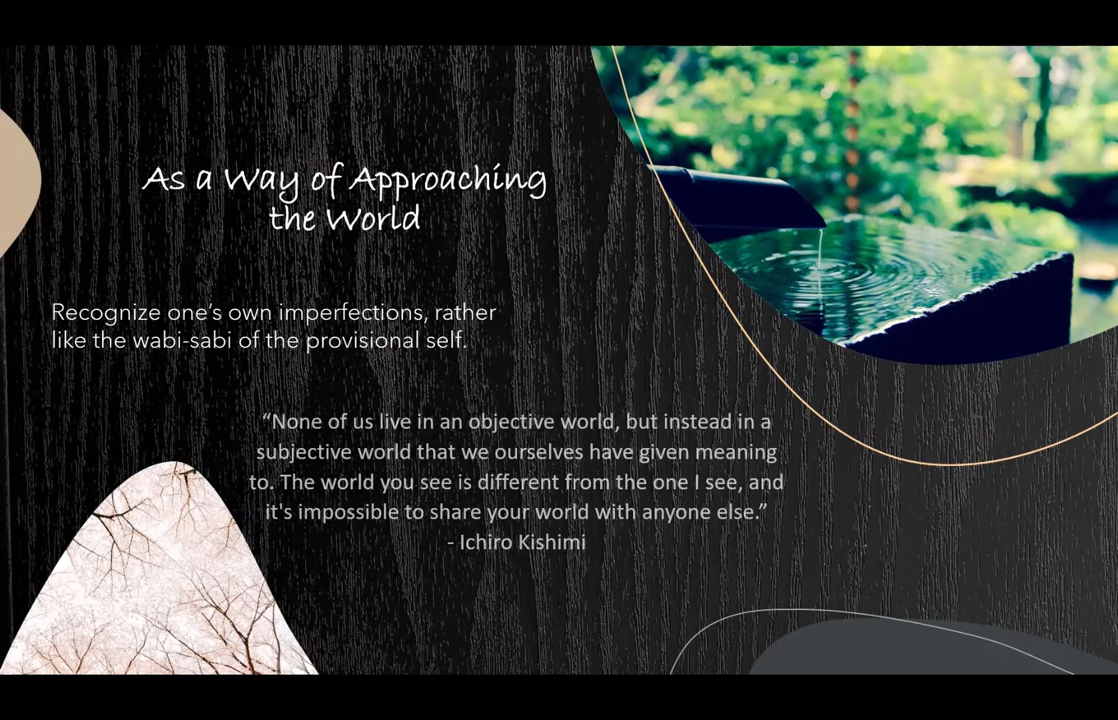 As a Way of Approaching
the World
Recognize one’s own imperfections, rather
like the wabi-sabi of the provisional self.
“None of us live in an objective world, but instead in a
subjective world that we ourselves have given meaning
to. The world you see is different from the one I see, and
it's impossible to share your world with anyone else.”
- Ichiro Kishimi